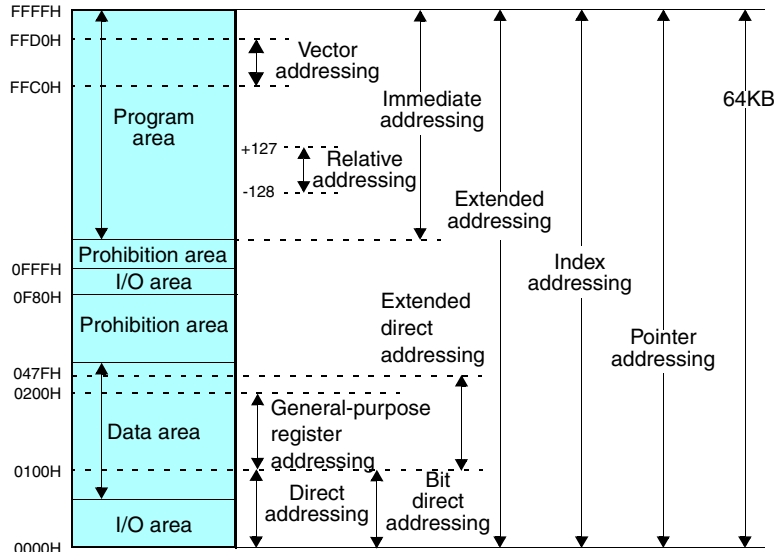 FFFFH
FFD0H
Vector
addressing
FFC0H
Immediate
addressing
64KB
Program
area
+127
Relative
addressing
-128
Extended
addressing
Prohibition area
0FFFH
I/O area
Index
addressing
0F80H
Extended
direct
addressing
Prohibition area
Pointer
addressing
047FH
0200H
General-purpose
register
addressing
Data area
0100H
Direct
addressing
Bit
direct
addressing
I/O area
0000H